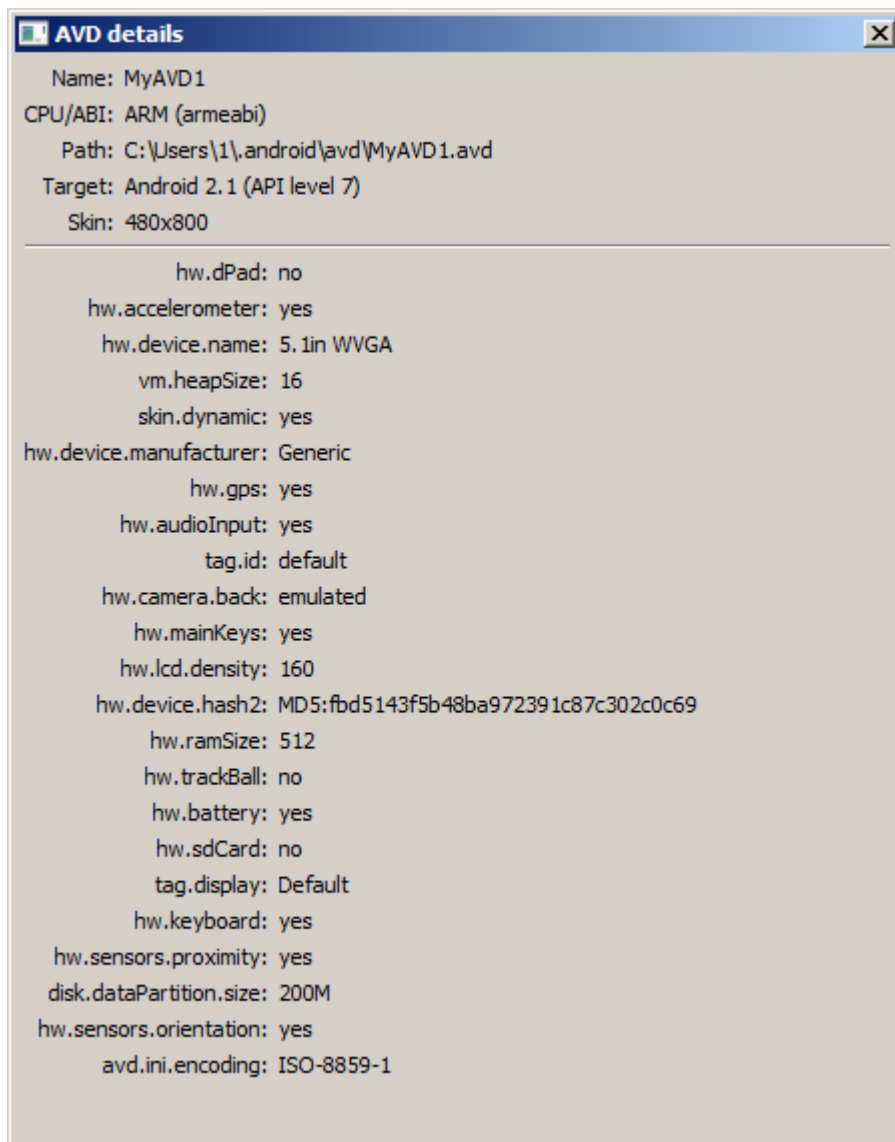 AVD details
Name: MyAVD1
CPU/ABI: ARM (armeabi)
Path: C:\Users\1\.android\avd\MyAVD1.avd
Target: Android 2.1 (API level 7)
Skin: 480x800
hw.dPad: no
hw.accelerometer: yes
hw.device.name: 5.1in WVGA
vm.heapSize: 16
skin.dynamic: yes
hw.device.manufacturer: Generic
hw.gps: yes
hw.audioInput: yes
tag.id: default
hw.camera.back: emulated
hw.mainKeys: yes
hw.lcd.density: 160
hw.device.hash2: MD5:fbd5143f5b48ba972391c87c302c0c69
hw.ramSize: 512
hw.trackBall: no
hw.battery: yes
hw.sdCard: no
tag.display: Default
hw.keyboard: yes
hw.sensors.proximity: yes
disk.dataPartition.size: 200M
hw.sensors.orientation: yes
avd.ini.encoding: ISO-8859-1